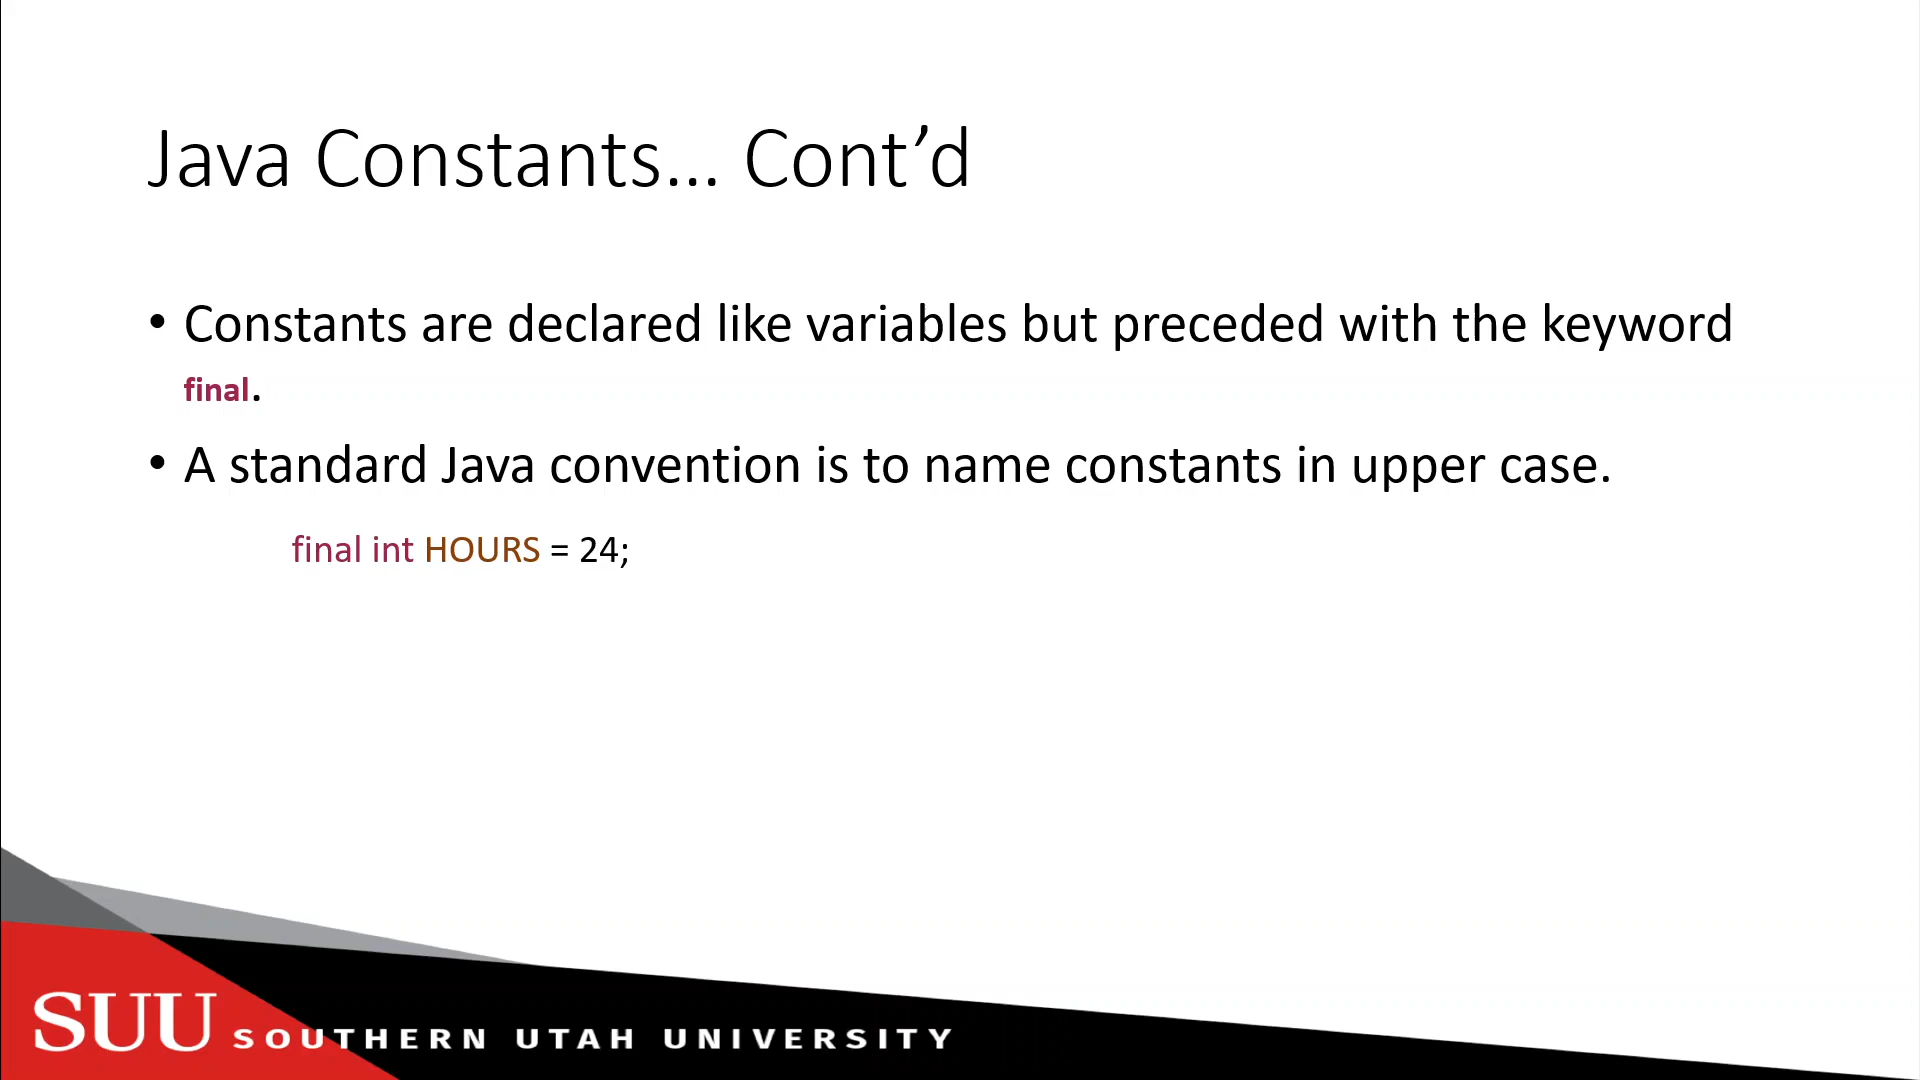 Java Constants… Cont’d
• Constants are declared like variables but preceded with the keyword
final.
• A standard Java convention is to name constants in upper case.
final int HOURS = 24;
SUU SOUTHERN UTAH UNIVERSITY